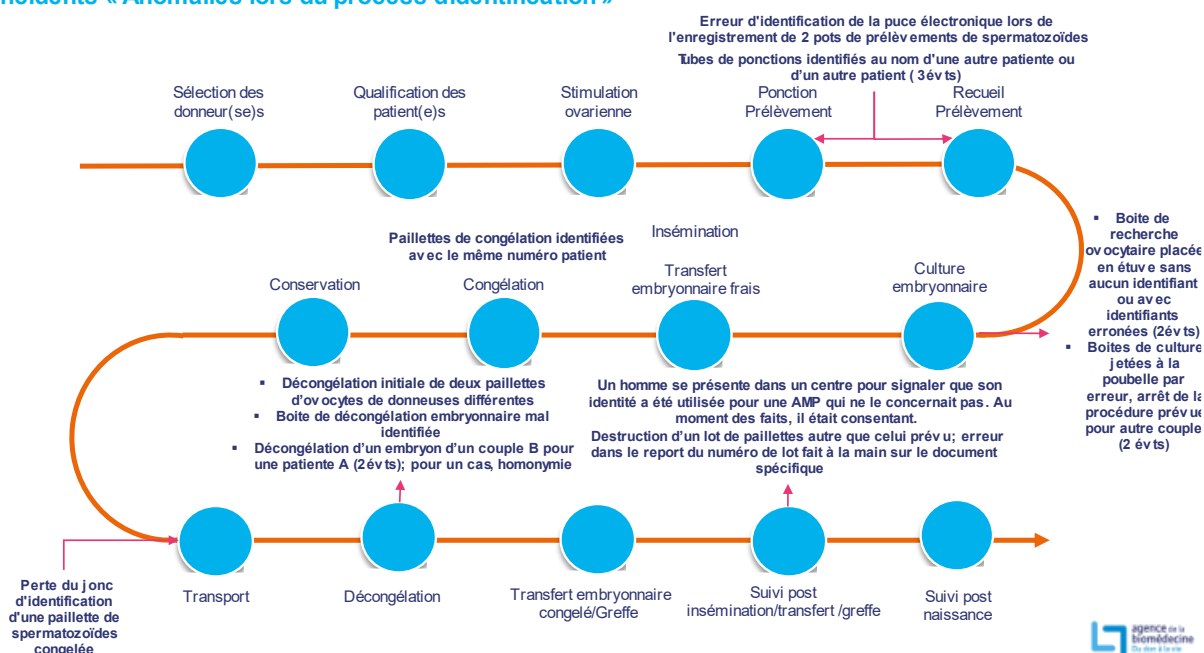 ncidents « Anomalies lors du process d'identification »
Erreur d'identification de la puce électronique lors de
l'enregistrement de 2 pots de prélèvements de spermatozoïdes
Tubes de ponctions identifiés au nom d'une autre patiente ou
d'un autre patient ( 3évts)
Sélection des
donneur(se)s
Qualification des
patient(e)s
Stimulation
ovarienne
Ponction
Prélèvement
Recueil
Prélèvement
▪ Boite de
recherche
ovocytaire placée
en étuve sans
aucun identifiant
ou avec
identifiants
erronées (2évts)
▪ Boites de culture
jetées à la
poubelle par
erreur, arrêt de la
procédure prévue
pour autre couple
(2 évts)
Paillettes de congélation identifiées
avec le même numéro patient
Insémination
Conservation
Congélation
Transfert
embryonnaire frais
Culture
embryonnaire
▪ Décongélation initiale de deux paillettes
d'ovocytes de donneuses différentes
▪ Boite de décongélation embryonnaire mal
identifiée
▪ Décongélation d'un embryon d'un couple B pour
une patiente A (2évts); pour un cas, homonymie
Un homme se présente dans un centre pour signaler que son
identité a été utilisée pour une AMP qui ne le concernait pas. Au
moment des faits, il était consentant.
Destruction d'un lot de paillettes autre que celui prévu; erreur
dans le report du numéro de lot fait à la main sur le document
spécifique
Perte du jonc
d'identification
d'une paillette de
spermatozoïdes
congelée
Transport
Décongélation
Transfert embryonnaire
congelé/Greffe
Suivi post
insémination/transfert /greffe
Suivi post
naissance
agence de la
biomédecine
Du don à la vie